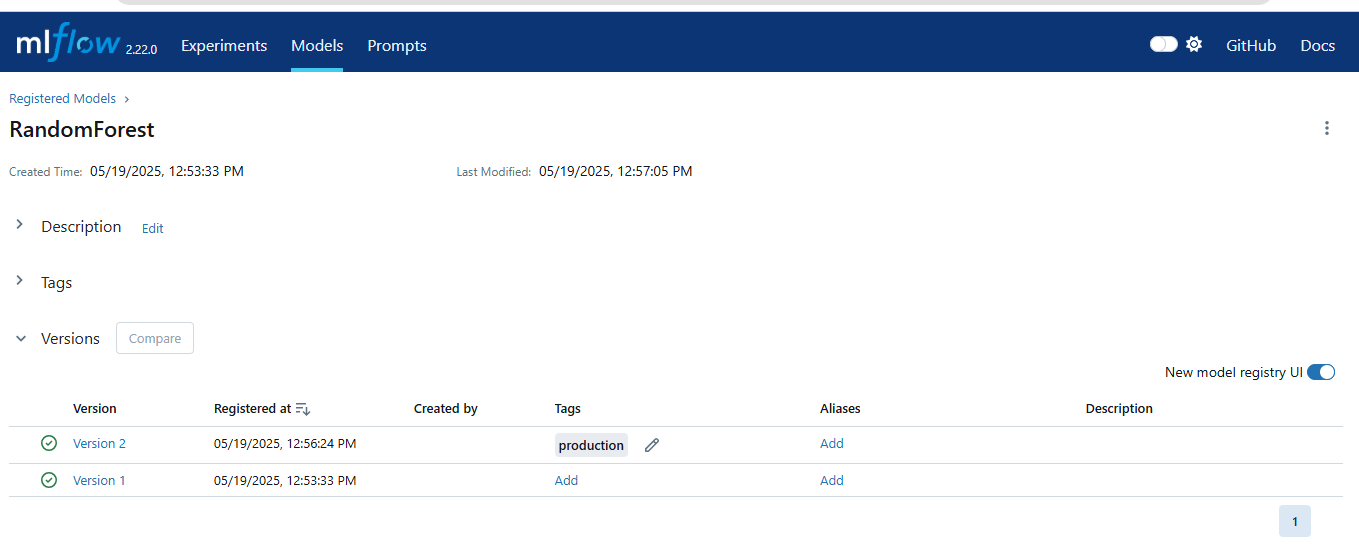 mlflow 2.22.0 Experiments Models Prompts GitHub Docs
Registered Models
RandomForest
Created Time: 05/19/2025, 12:53:33 PM Last Modified: 05/19/2025, 12:57:05 PM
Description Edit
Tags
Versions Compare
New model registry UI
Version Registered at Created by Tags Aliases Description
Version 2 05/19/2025, 12:56:24 PM production Add
Version 1 05/19/2025, 12:53:33 PM Add Add
1